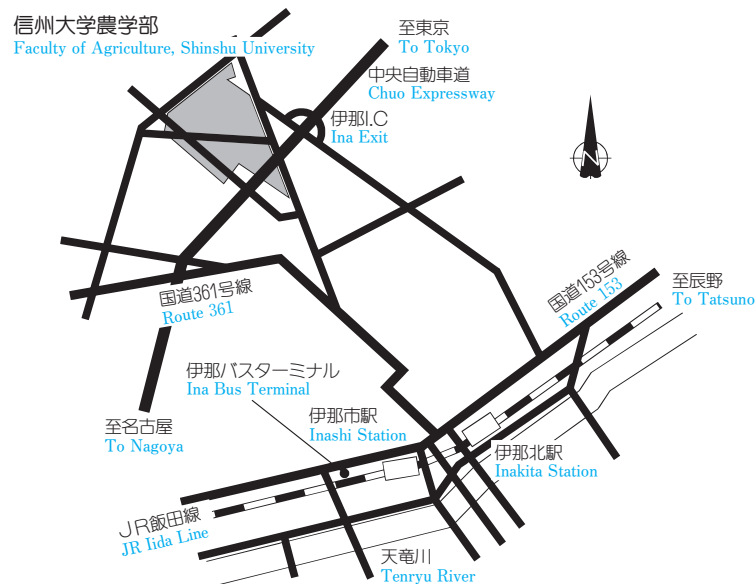 信州大学農学部
Faculty of Agriculture, Shinshu University
至東京
To Tokyo
中央自動車道
Chuo Expressway
伊那I.C
Ina Exit
N
国道361号線
Route 361
国道153号線
Route 153
至辰野
To Tatsuno
伊那バスターミナル
Ina Bus Terminal
伊那市駅
Inashi Station
至名古屋
To Nagoya
伊那北駅
Inakita Station
JR飯田線
JR Iida Line
天竜川
Tenryu River